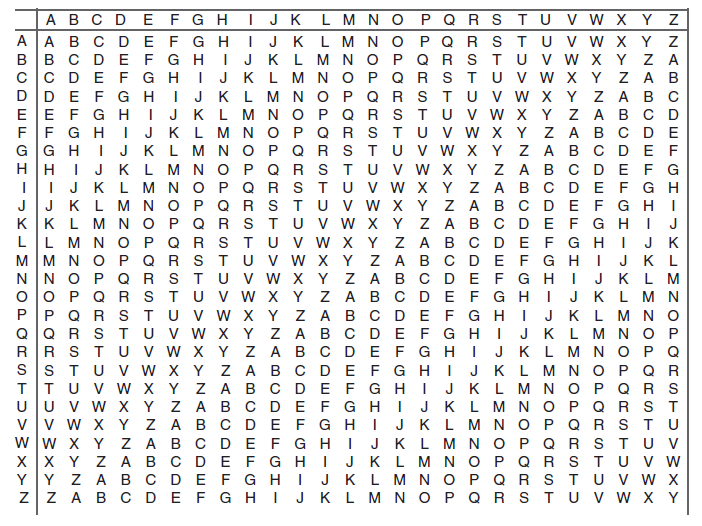 A B C D E F G H I J K L M N O P Q R S T U V W X Y Z
A A B C D E F G H I J K L M N O P Q R S T U V W X Y Z
B B C D E F G H I J K L M N O P Q R S T U V W X Y Z A
C C D E F G H I J K L M N O P Q R S T U V W X Y Z A B
D D E F G H I J K L M N O P Q R S T U V W X Y Z A B C
E E F G H I J K L M N O P Q R S T U V W X Y Z A B C D
F F G H I J K L M N O P Q R S T U V W X Y Z A B C D E
G G H I J K L M N O P Q R S T U V W X Y Z A B C D E F
H H I J K L M N O P Q R S T U V W X Y Z A B C D E F G
I I J K L M N O P Q R S T U V W X Y Z A B C D E F G H
J J K L M N O P Q R S T U V W X Y Z A B C D E F G H I
K K L M N O P Q R S T U V W X Y Z A B C D E F G H I J
L L M N O P Q R S T U V W X Y Z A B C D E F G H I J K
M M N O P Q R S T U V W X Y Z A B C D E F G H I J K L
N N O P Q R S T U V W X Y Z A B C D E F G H I J K L M
O O P Q R S T U V W X Y Z A B C D E F G H I J K L M N
P P Q R S T U V W X Y Z A B C D E F G H I J K L M N O
Q Q R S T U V W X Y Z A B C D E F G H I J K L M N O P
R R S T U V W X Y Z A B C D E F G H I J K L M N O P Q
S S T U V W X Y Z A B C D E F G H I J K L M N O P Q R
T T U V W X Y Z A B C D E F G H I J K L M N O P Q R S
U U V W X Y Z A B C D E F G H I J K L M N O P Q R S T
V V W X Y Z A B C D E F G H I J K L M N O P Q R S T U
W W X Y Z A B C D E F G H I J K L M N O P Q R S T U V
X X Y Z A B C D E F G H I J K L M N O P Q R S T U V W
Y Y Z A B C D E F G H I J K L M N O P Q R S T U V W X
Z Z A B C D E F G H I J K L M N O P Q R S T U V W X Y